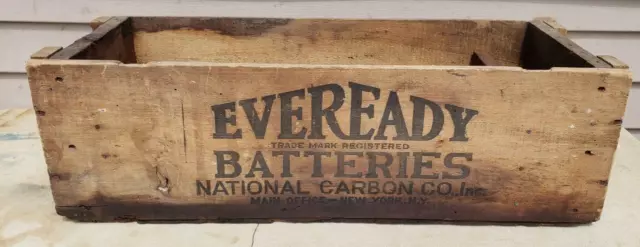 EVEREADY
TRADE MARK REGISTERED
BATTERIES
NATIONAL CARBON CO., INC.
MAIN OFFICE — NEW YORK, N.Y.